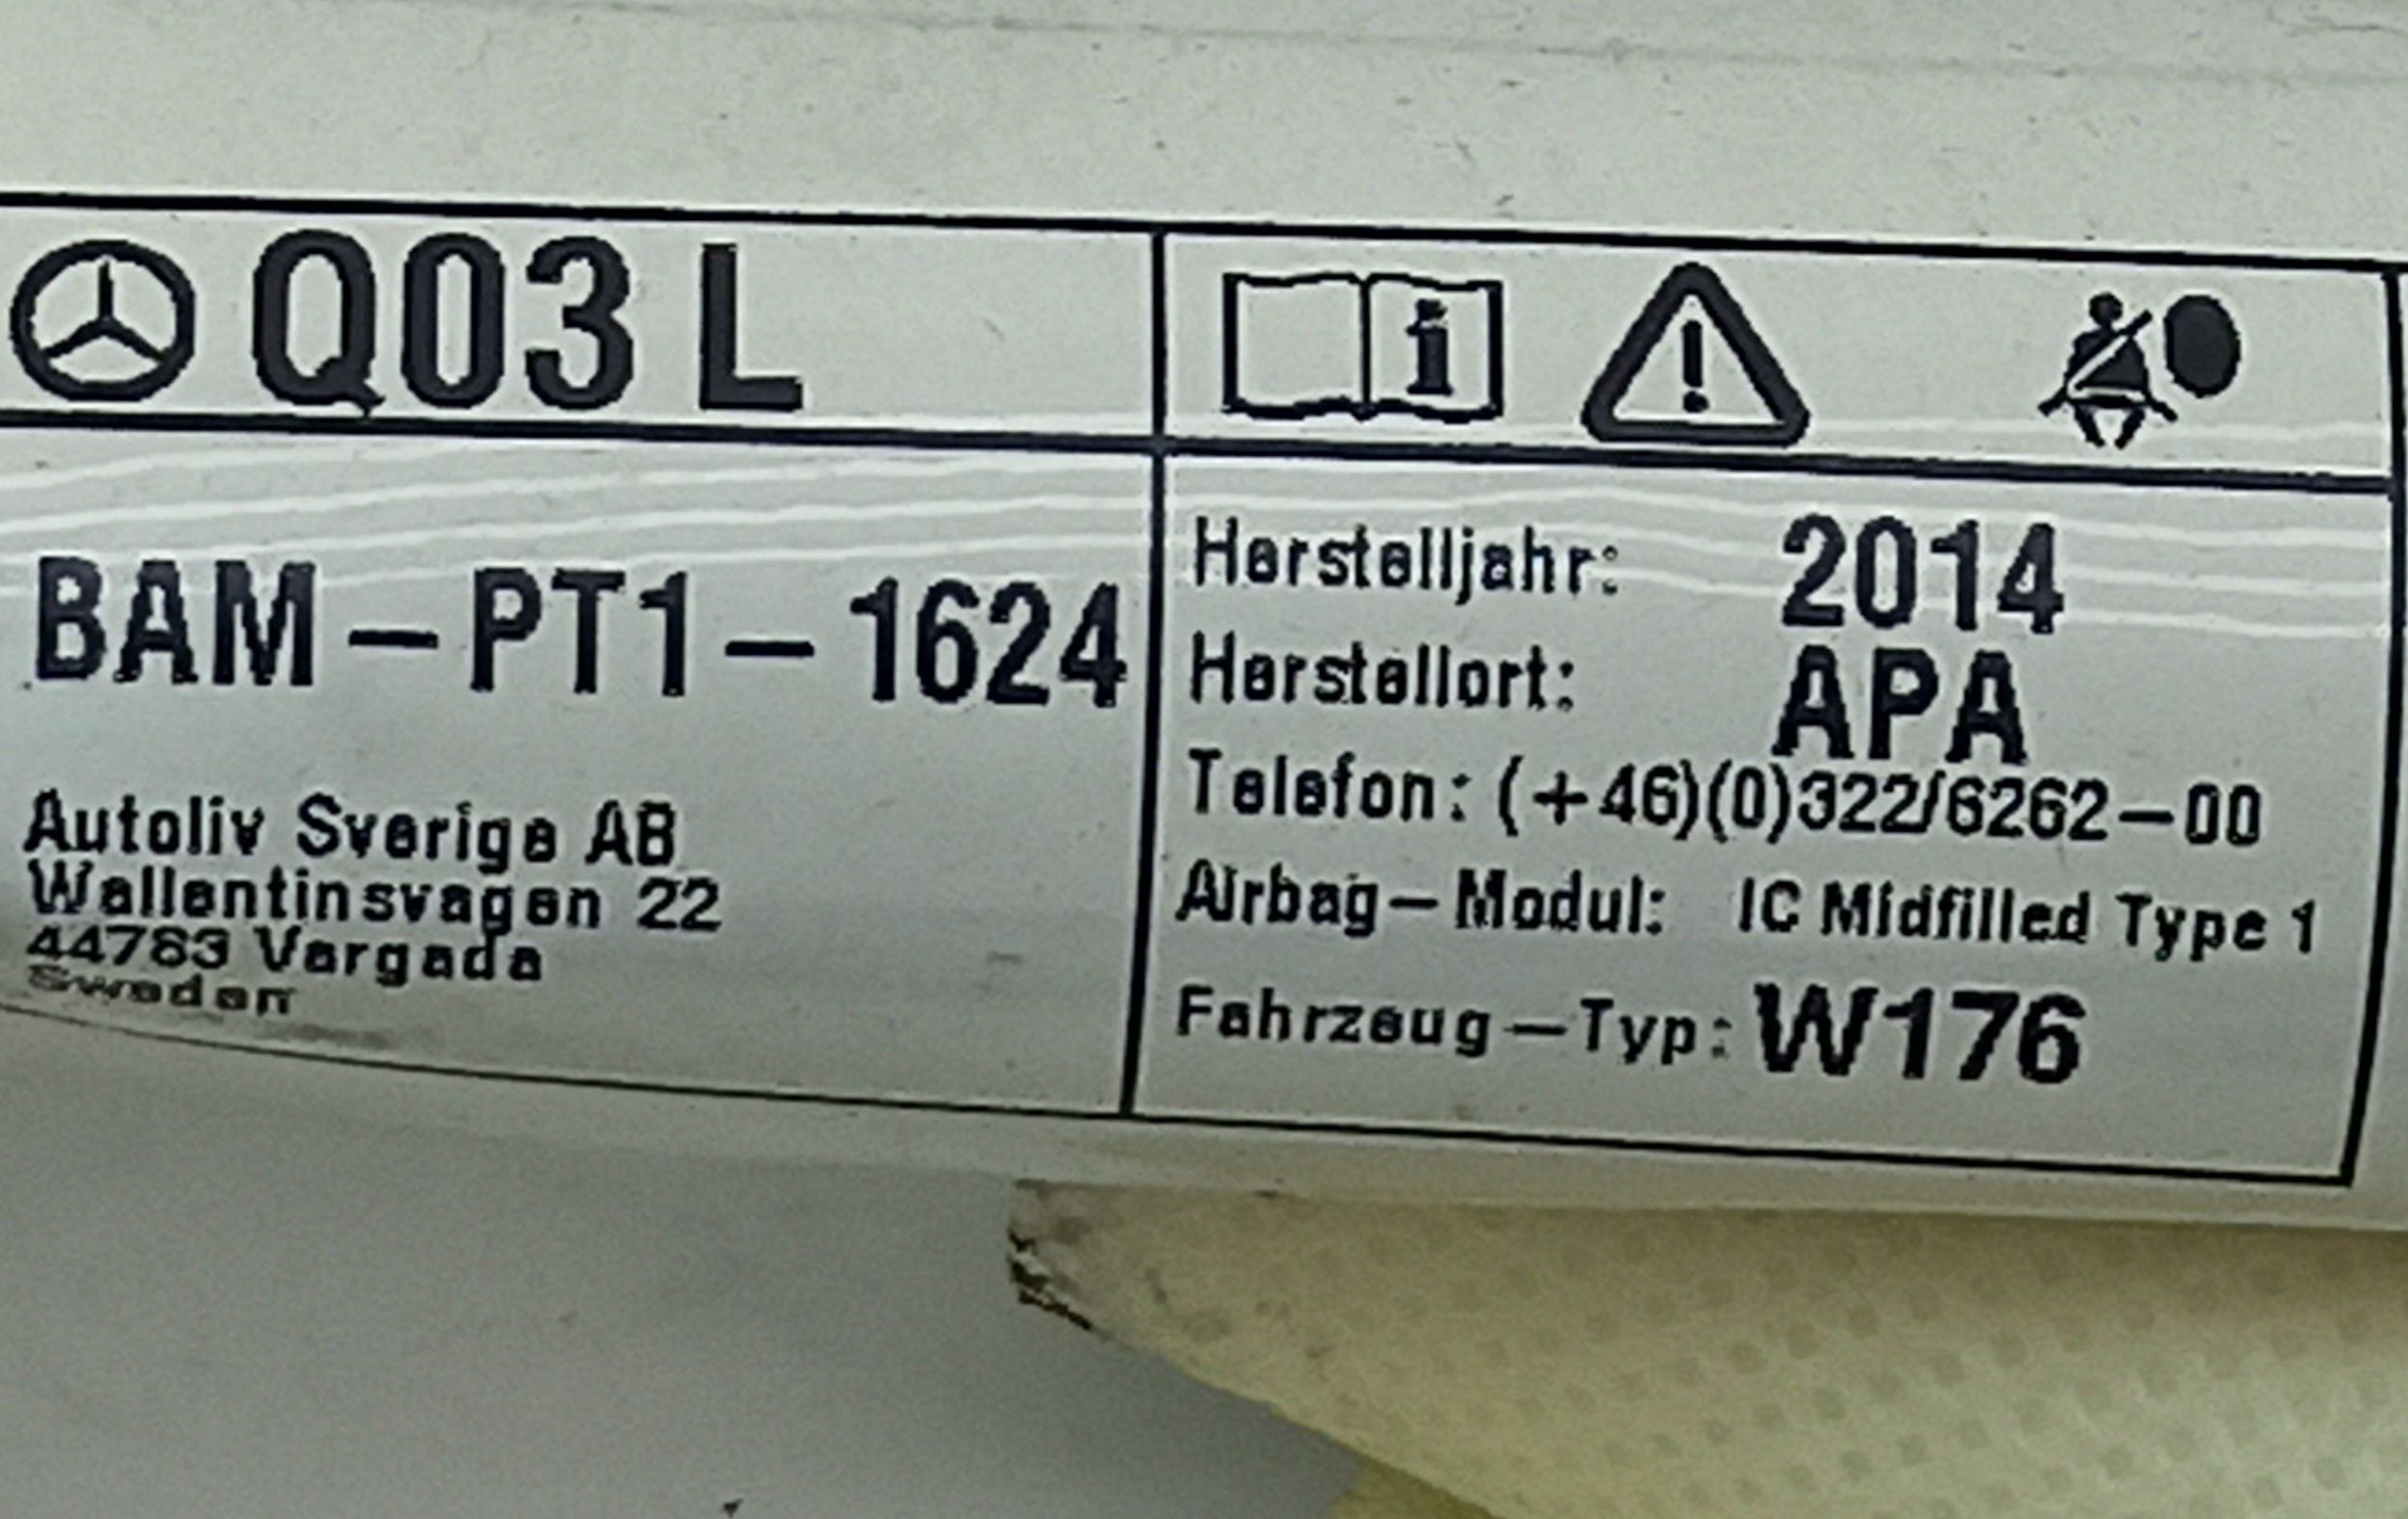 Q03 L
i
BAM-PT1-1624
Autoliv Sverige AB
Wallentinsvagen 22
44783 Vargada
Sweden
Herstelljahr: 2014
Herstellort: APA
Telefon: (+46)(0)322/6262-00
Airbag-Modul: IC Midfilled Type 1
Fahrzeug-Typ: W176